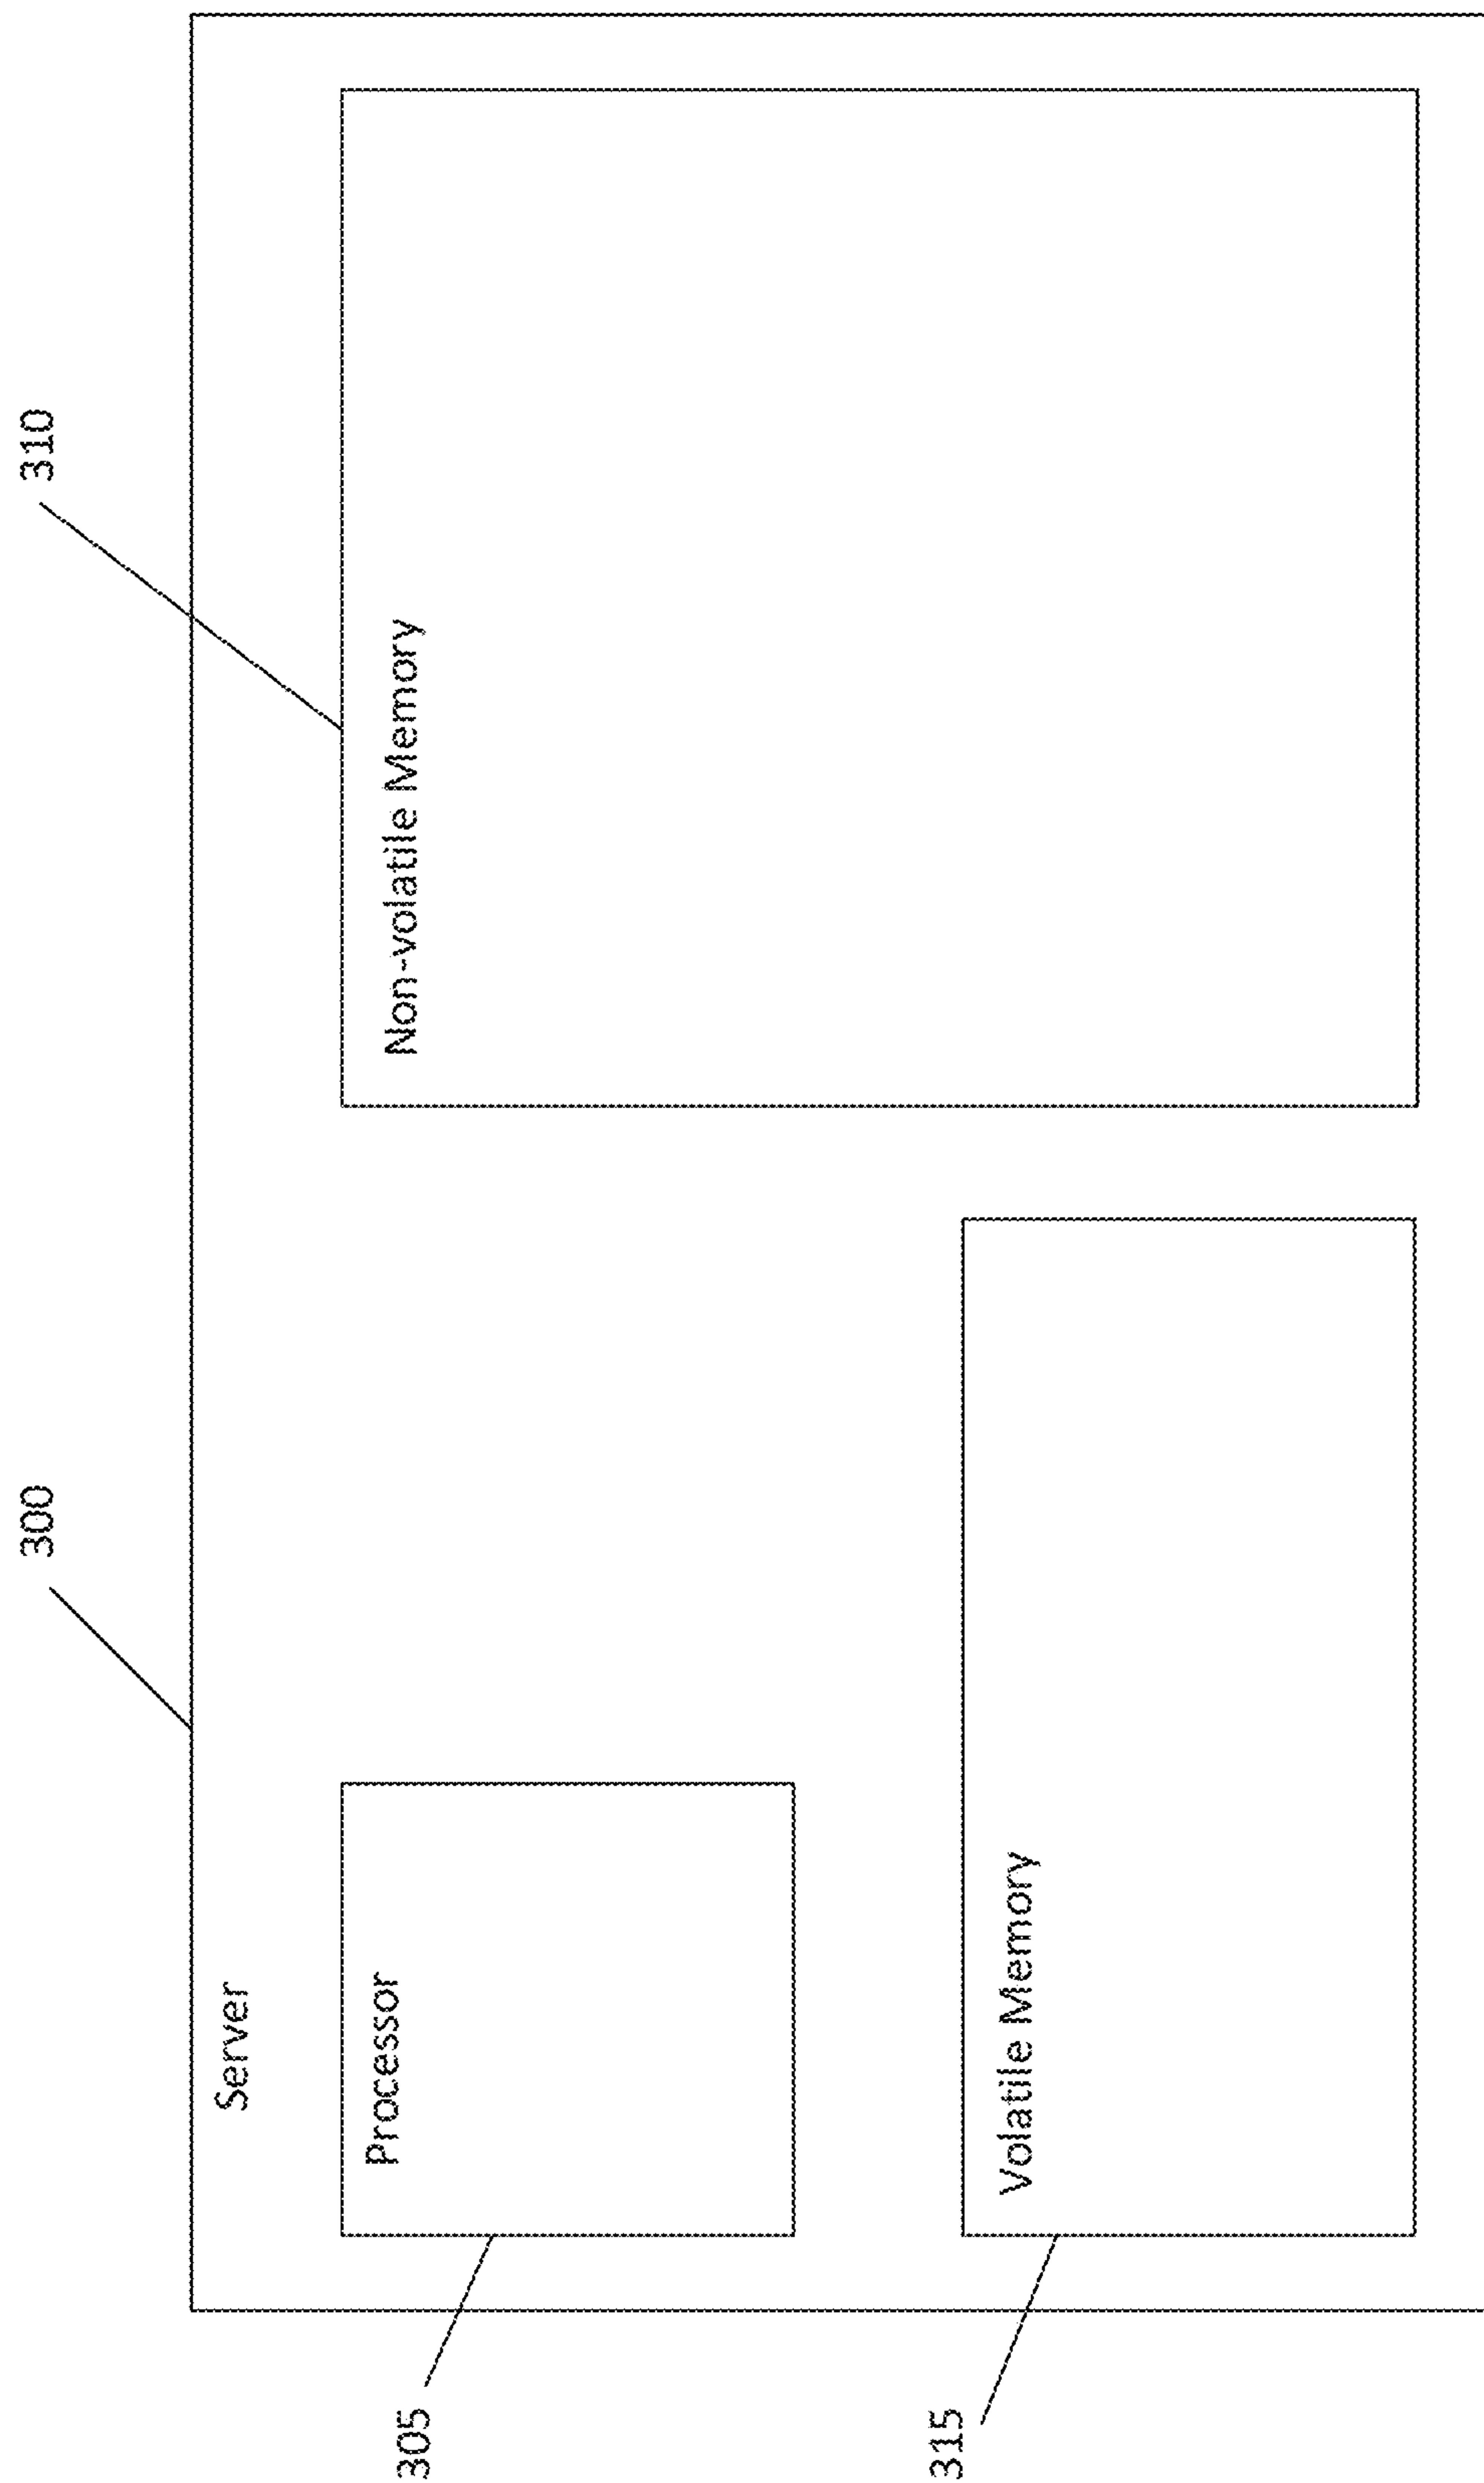 300
310
Server
Processor
Non-volatile Memory
305
Volatile Memory
315